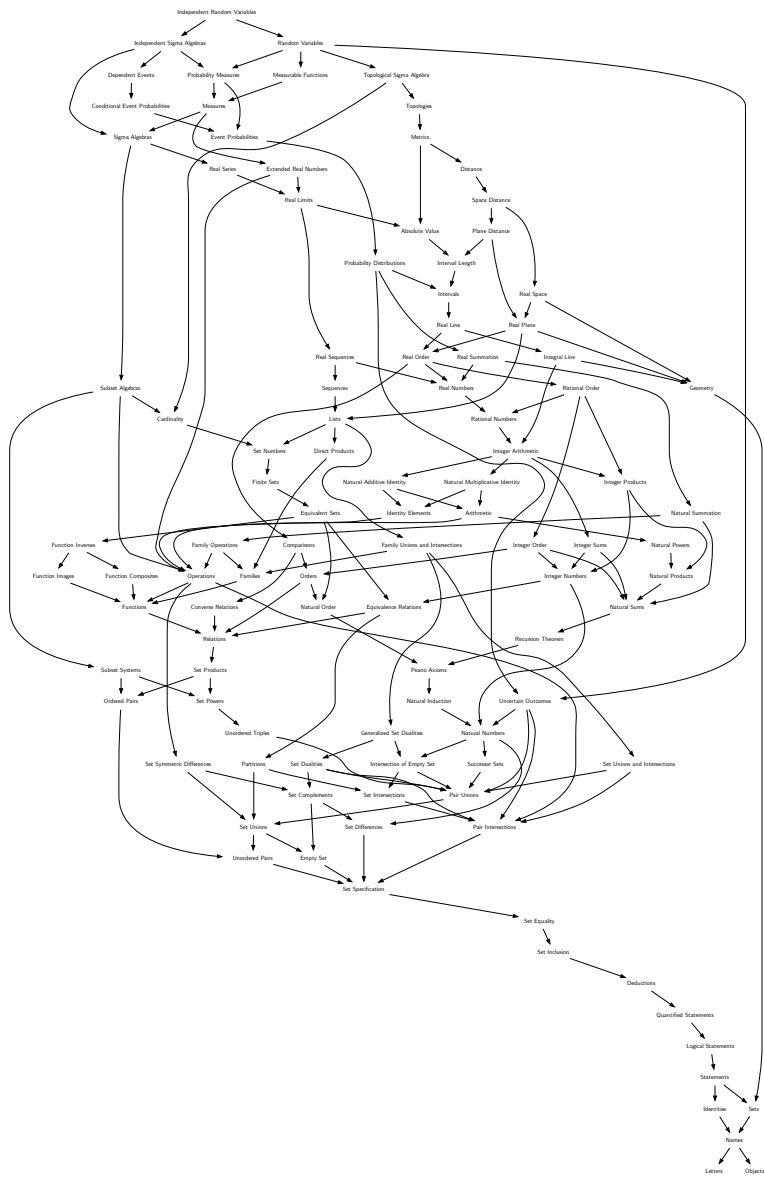 Independent Random Variables
Independent Sigma Algebras
Random Variables
Dependent Events
Probability Measures
Measurable Functions
Topological Sigma Algebra
Conditional Event Probabilities
Measures
Topologies
Sigma Algebras
Event Probabilities
Metrics
Real Series
Extended Real Numbers
Distance
Real Limits
Space Distance
Absolute Value
Plane Distance
Probability Distributions
Interval Length
Intervals
Real Space
Real Line
Real Plane
Real Sequences
Real Order
Real Summation
Integral Line
Subset Algebras
Sequences
Real Numbers
Rational Order
Geometry
Cardinality
Lists
Rational Numbers
Set Numbers
Direct Products
Integer Arithmetic
Finite Sets
Natural Additive Identity
Natural Multiplicative Identity
Integer Products
Equivalent Sets
Identity Elements
Arithmetic
Natural Summation
Function Inverses
Family Operations
Comparisons
Family Unions and Intersections
Integer Order
Integer Sums
Natural Powers
Function Images
Function Composites
Operations
Families
Orders
Integer Numbers
Natural Products
Functions
Converse Relations
Natural Order
Equivalence Relations
Natural Sums
Relations
Recursion Theorem
Subset Systems
Set Products
Peano Axioms
Ordered Pairs
Set Powers
Natural Induction
Uncertain Outcomes
Unordered Triples
Generalized Set Dualities
Natural Numbers
Set Symmetric Differences
Partitions
Set Dualities
Intersection of Empty Set
Successor Sets
Set Unions and Intersections
Set Complements
Set Intersections
Pair Unions
Set Unions
Set Differences
Pair Intersections
Unordered Pairs
Empty Set
Set Specification
Set Equality
Set Inclusion
Deductions
Quantified Statements
Logical Statements
Statements
Identities
Sets
Names
Letters
Objects